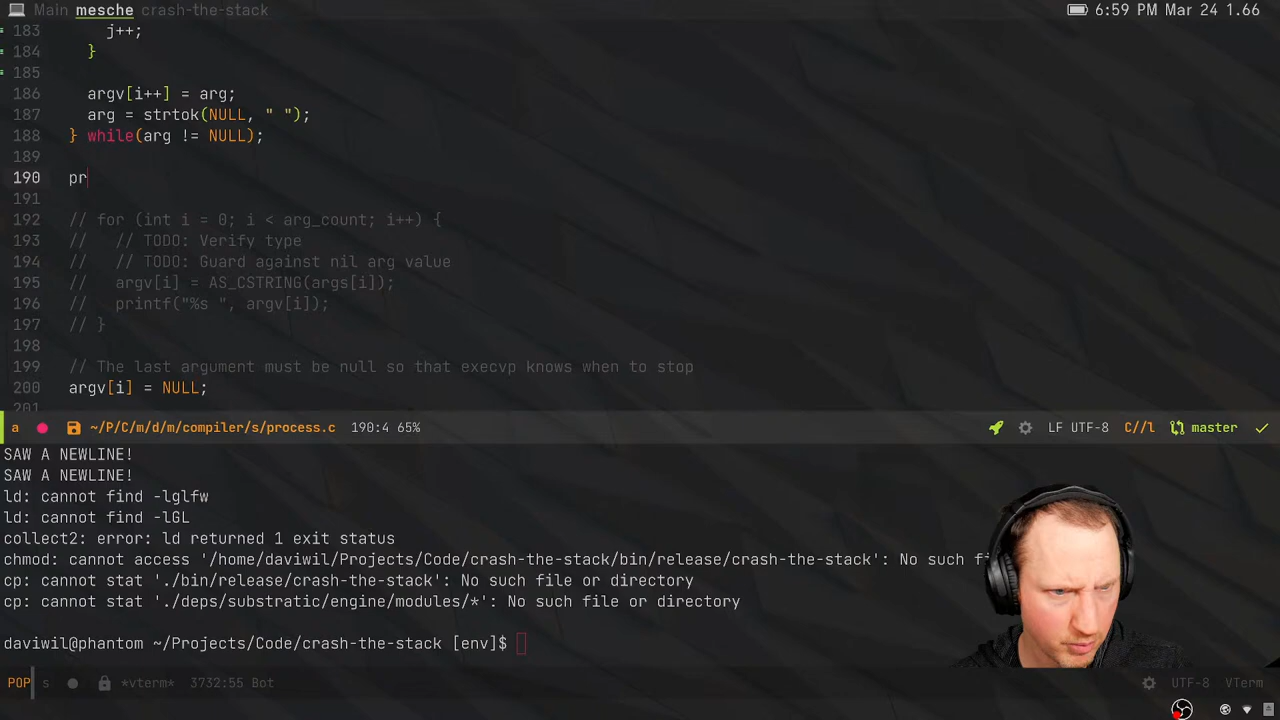 Main mesche crash-the-stack 6:59 PM Mar 24 1.66
183 j++;
184 }
185
186 argv[i++] = arg;
187 arg = strtok(NULL, " ");
188 } while(arg != NULL);
189
190 pr
191
192 // for (int i = 0; i < arg_count; i++) {
193 //   // TODO: Verify type
194 //   // TODO: Guard against nil arg value
195 //   argv[i] = AS_CSTRING(args[i]);
196 //   printf("%s ", argv[i]);
197 // }
198
199 // The last argument must be null so that execvp knows when to stop
200 argv[i] = NULL;
201
a ~/P/C/m/d/m/compiler/s/process.c 190:4 65% LF UTF-8 C//l master
SAW A NEWLINE!
SAW A NEWLINE!
ld: cannot find -lglfw
ld: cannot find -lGL
collect2: error: ld returned 1 exit status
chmod: cannot access '/home/daviwil/Projects/Code/crash-the-stack/bin/release/crash-the-stack': No such
cp: cannot stat './bin/release/crash-the-stack': No such file or directory
cp: cannot stat './deps/substratic/engine/modules/*': No such file or directory
daviwil@phantom ~/Projects/Code/crash-the-stack [env]$
POP s *vterm* 3732:55 Bot UTF-8 VTerm